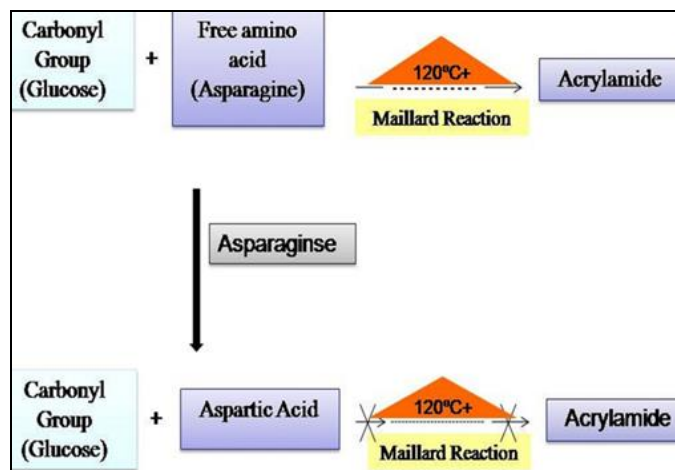 Carbonyl
Group
(Glucose)
+
Free amino
acid
(Asparagine)
120ºC+
Maillard Reaction
Acrylamide
Asparaginse
Carbonyl
Group
(Glucose)
+
Aspartic Acid
120ºC+
Maillard Reaction
Acrylamide